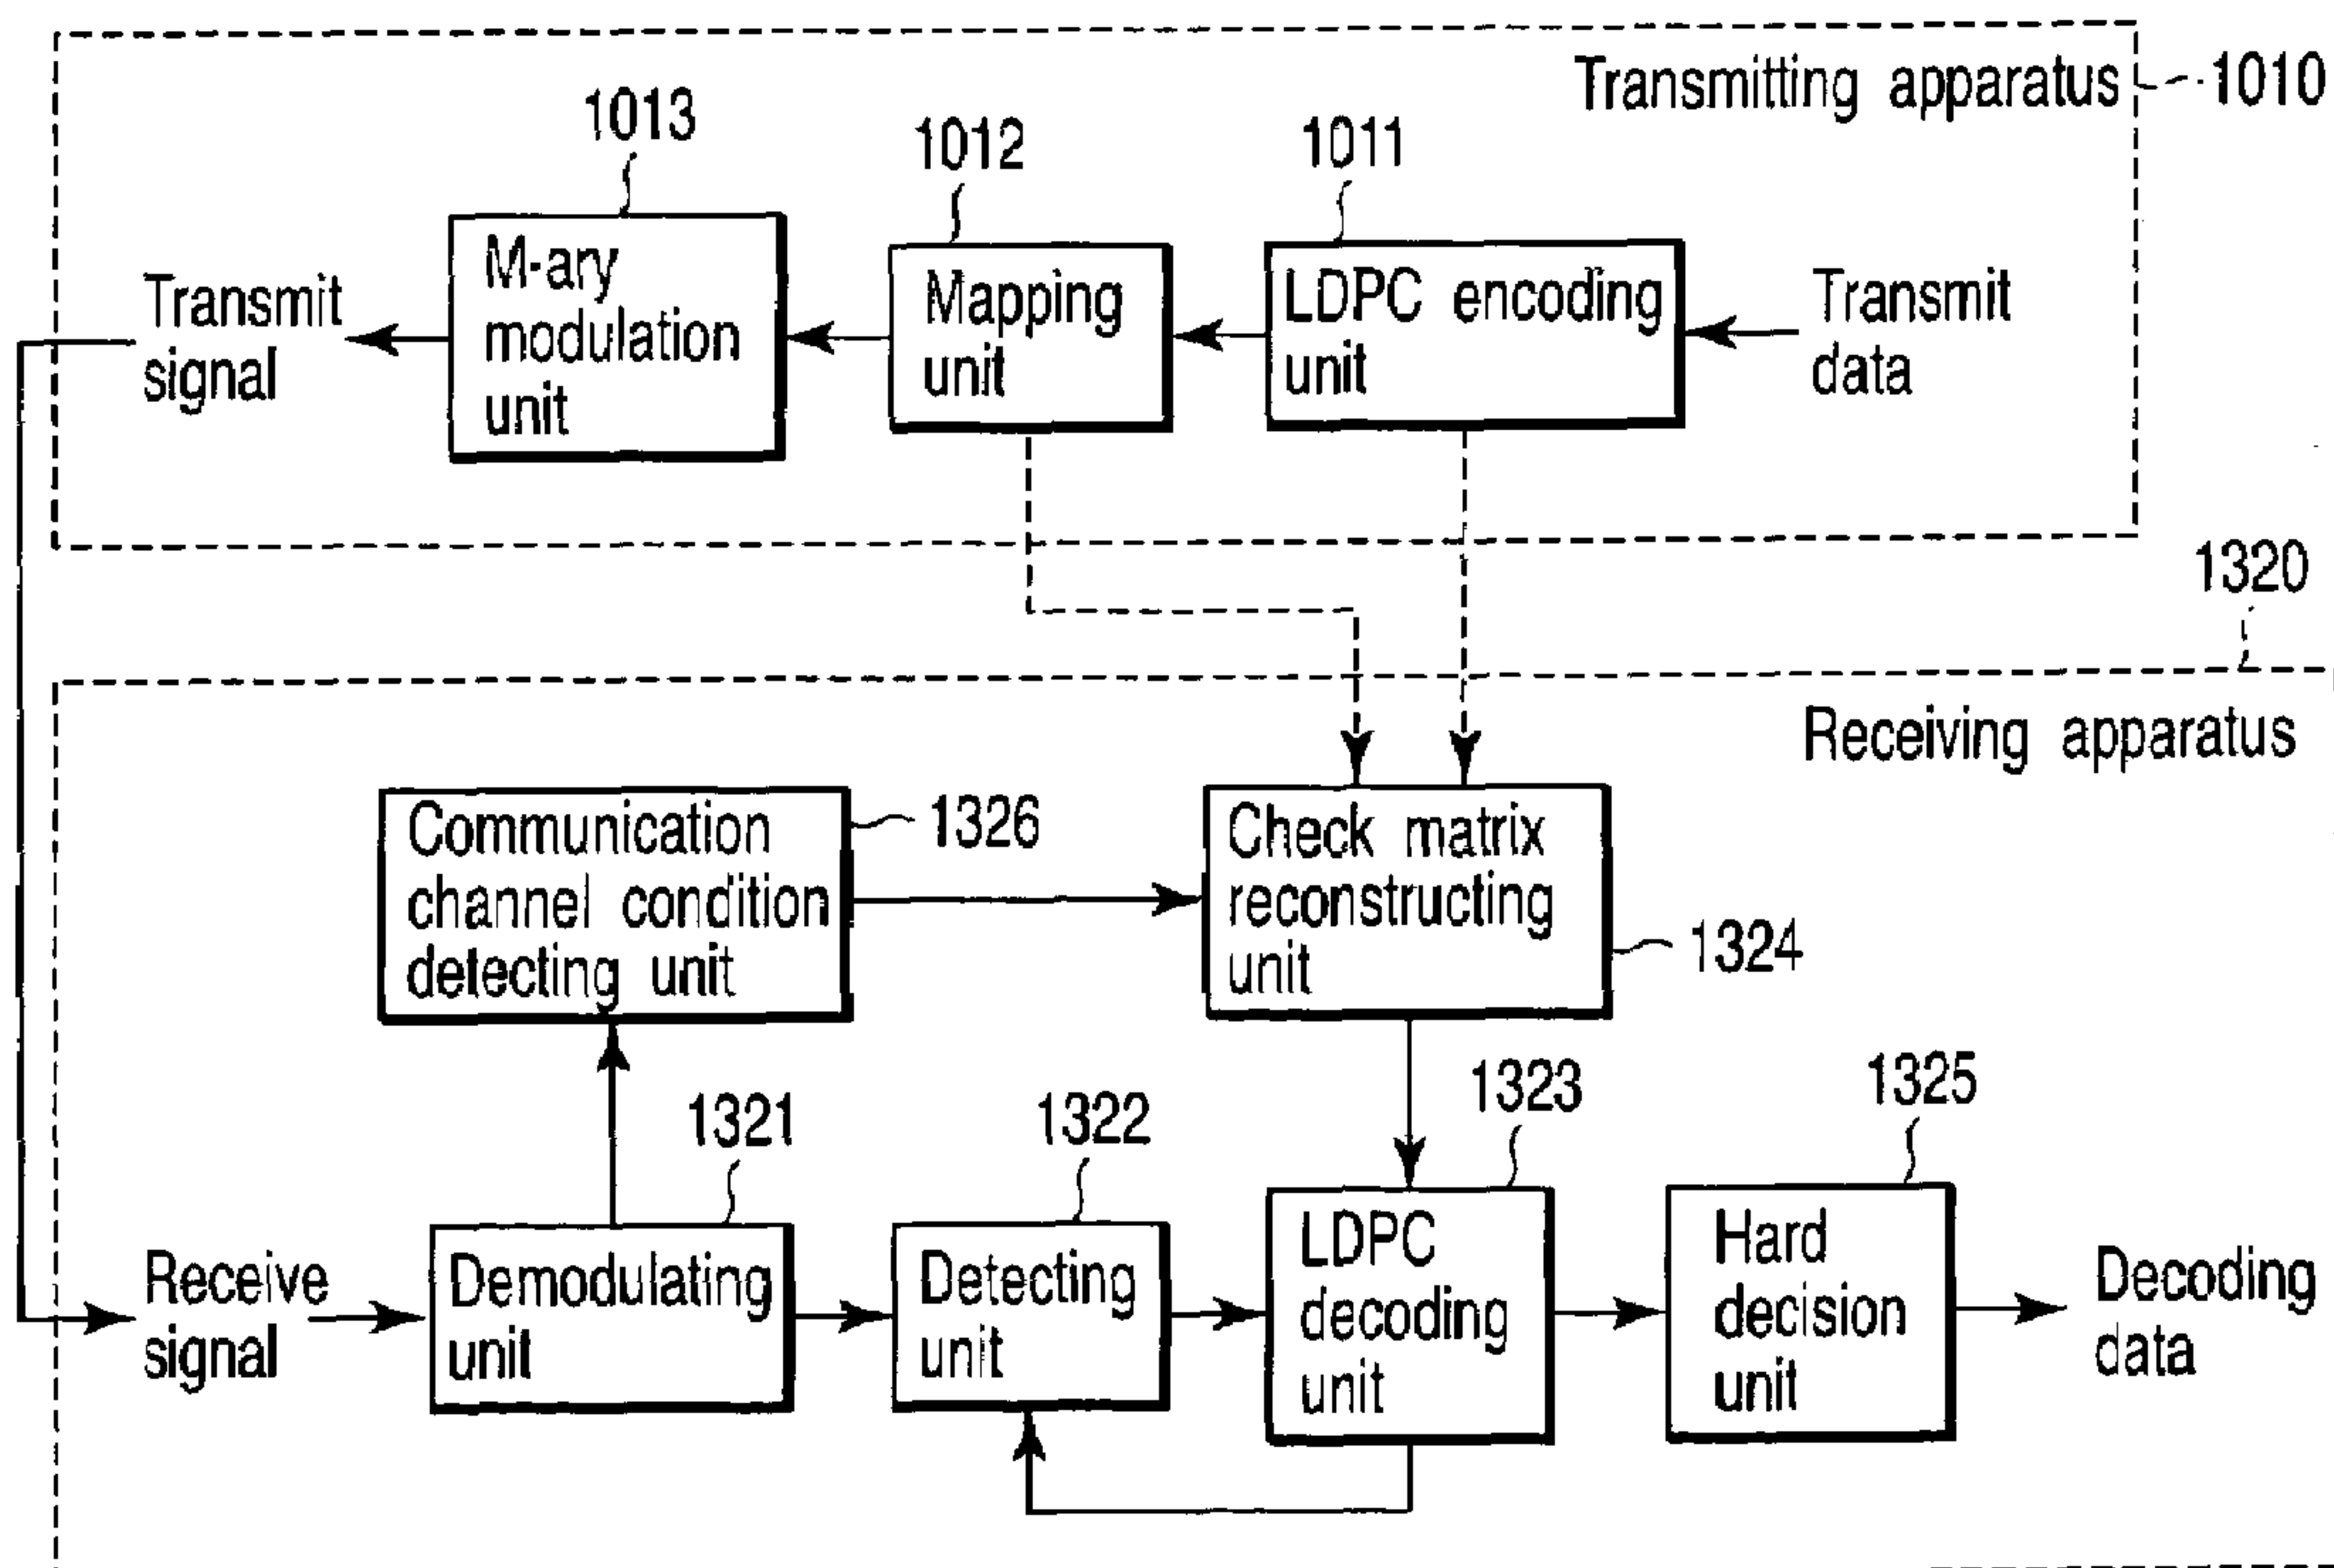 Transmitting apparatus
1010
1013
1012
1011
M-ary
modulation
unit
Mapping
unit
LDPC encoding
unit
Transmit
data
Transmit
signal
1320
Receiving apparatus
Communication
channel condition
detecting unit
1326
Check matrix
reconstructing
unit
1324
1321
1322
1323
1325
Receive
signal
Demodulating
unit
Detecting
unit
LDPC
decoding
unit
Hard
decision
unit
Decoding
data